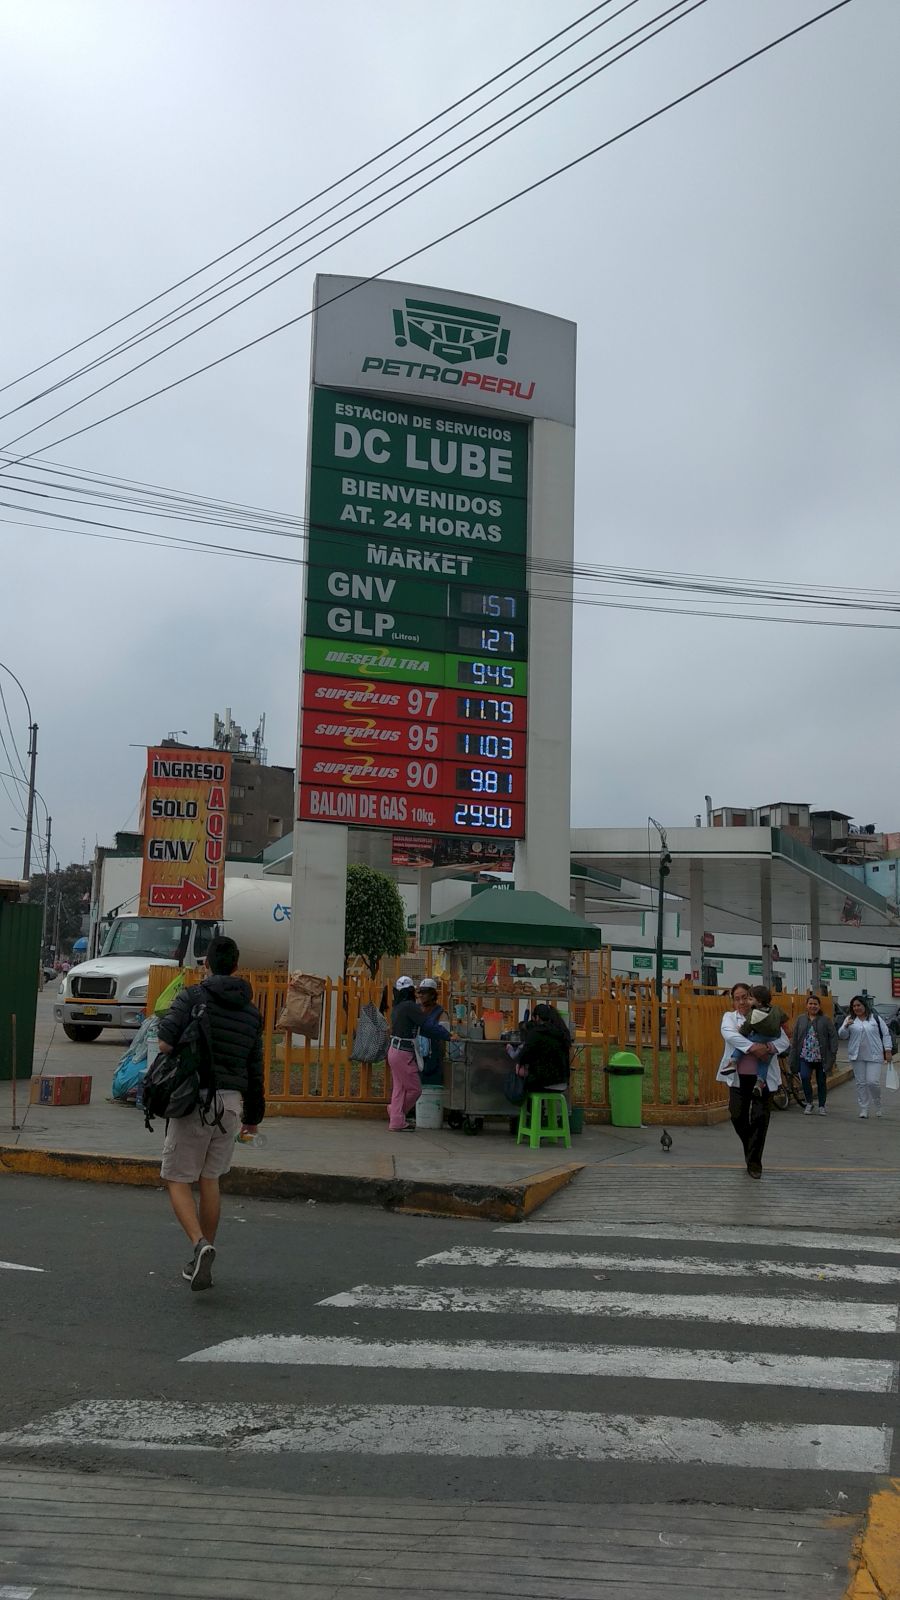 PETROPERU
ESTACION DE SERVICIOS
DC LUBE
BIENVENIDOS
AT. 24 HORAS
MARKET
GNV 1.57
GLP (Litros) 1.27
DIESEL ULTRA 9.45
SUPERPLUS 97 11.79
SUPERPLUS 95 11.03
SUPERPLUS 90 9.81
BALON DE GAS 10kg. 29.90
INGRESO
SOLO
GNV
AQUI
GNV